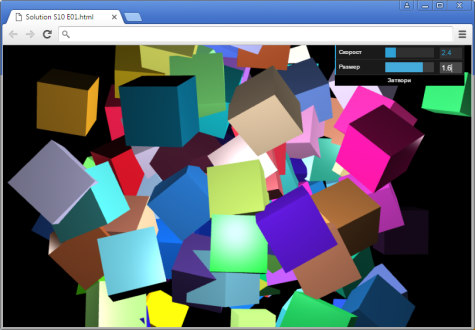 Solution S10 E01.html
Скорост 2.4
Размер 1.6
Затвори